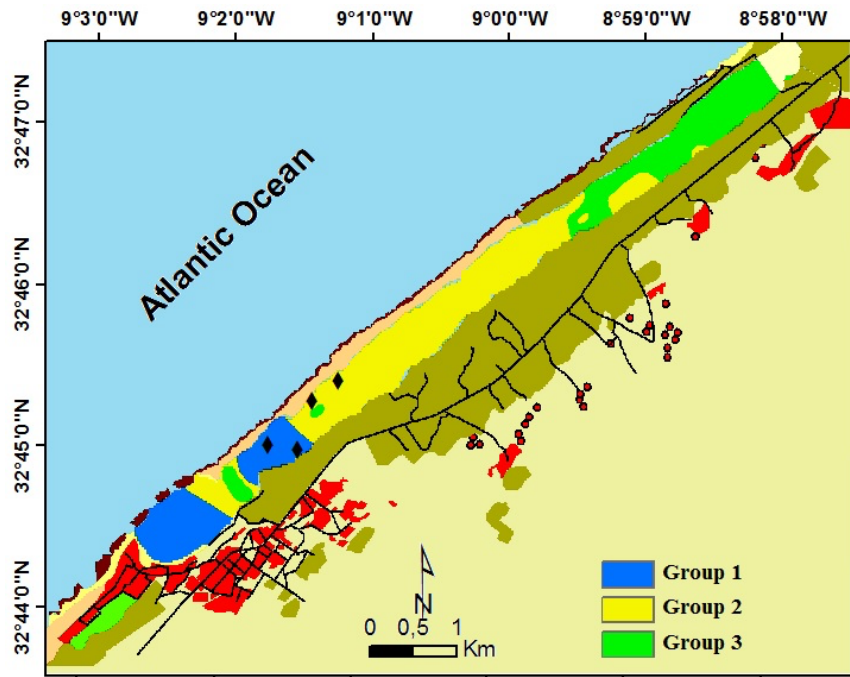 9°3'0"W 9°2'0"W 9°1'0"W 9°0'0"W 8°59'0"W 8°58'0"W
32°47'0"N
32°46'0"N
32°45'0"N
32°44'0"N
Atlantic Ocean
N
0 0,5 1
Km
Group 1
Group 2
Group 3